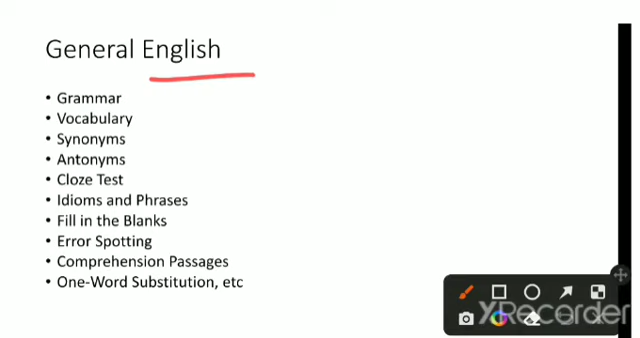 General English
• Grammar
• Vocabulary
• Synonyms
• Antonyms
• Cloze Test
• Idioms and Phrases
• Fill in the Blanks
• Error Spotting
• Comprehension Passages
• One-Word Substitution, etc
XRecorder